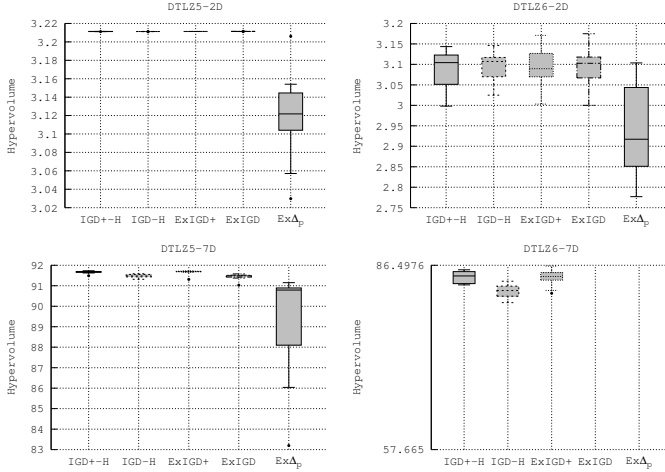 DTLZ5-2D
3.22
3.2
3.18
3.16
3.14
3.12
3.1
3.08
3.06
3.04
3.02
Hypervolume
IGD+-H IGD-H ExIGD+ ExIGD ExΔp
DTLZ6-2D
3.2
3.15
3.1
3.05
3
2.95
2.9
2.85
2.8
2.75
Hypervolume
IGD+-H IGD-H ExIGD+ ExIGD ExΔp
DTLZ5-7D
92
91
90
89
88
87
86
85
84
83
Hypervolume
IGD+-H IGD-H ExIGD+ ExIGD ExΔp
DTLZ6-7D
86.4976
57.665
Hypervolume
IGD+-H IGD-H ExIGD+ ExIGD ExΔp